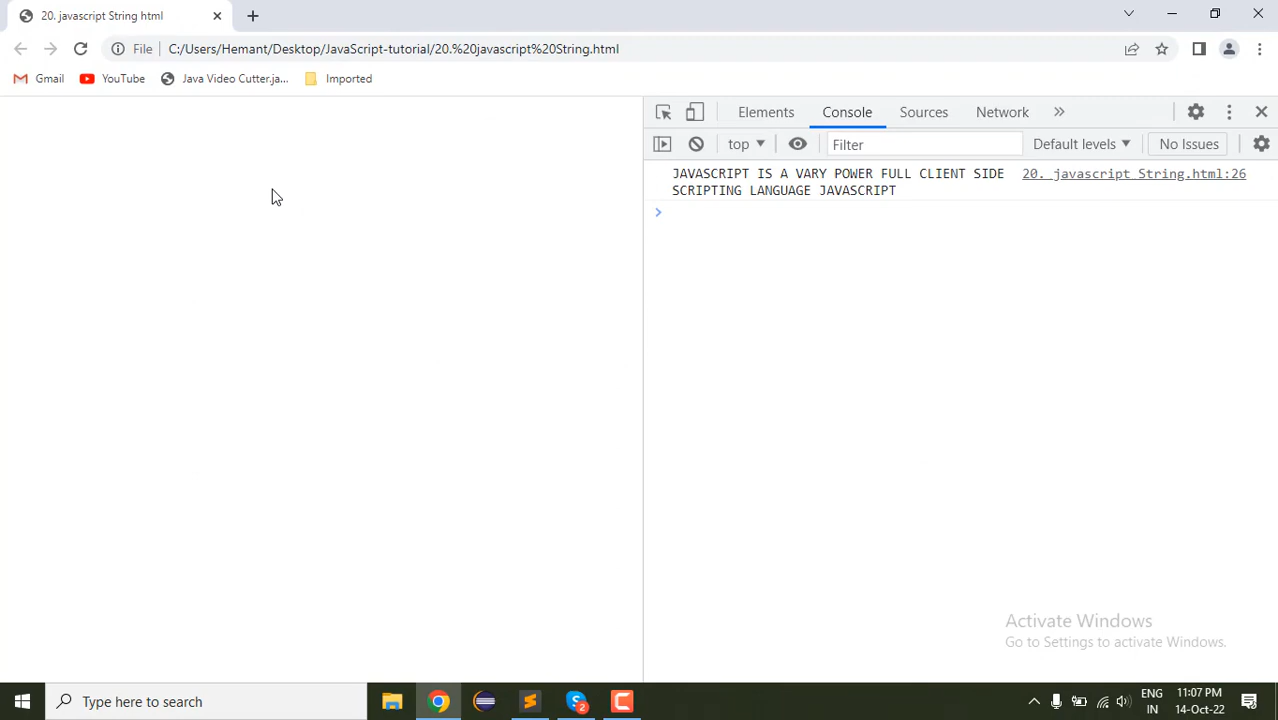 20. javascript String html
File
C:/Users/Hemant/Desktop/JavaScript-tutorial/20.%20javascript%20String.html
Gmail
YouTube
Java Video Cutter.ja...
Imported
Elements
Console
Sources
Network
top
Filter
Default levels
No Issues
JAVASCRIPT IS A VARY POWER FULL CLIENT SIDE
20. javascript String.html:26
SCRIPTING LANGUAGE JAVASCRIPT
Activate Windows
Go to Settings to activate Windows.
Type here to search
2
ENG
IN
11:07 PM
14-Oct-22